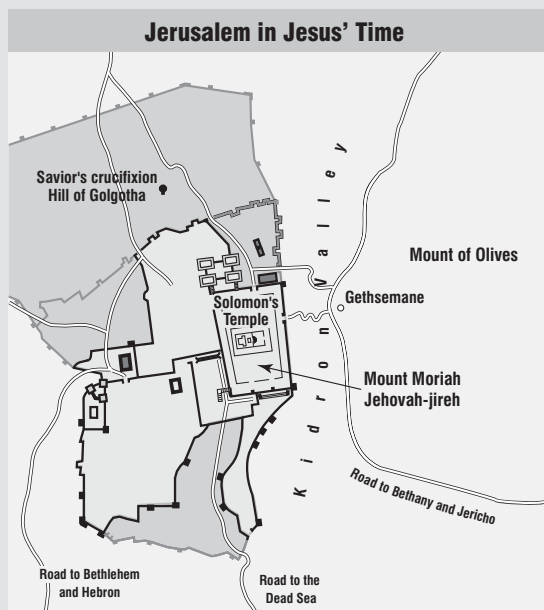 Jerusalem in Jesus’ Time
Savior's crucifixion
Hill of Golgotha
Kidron Valley
Mount of Olives
Gethsemane
Solomon's
Temple
Mount Moriah
Jehovah-jireh
Road to Bethany and Jericho
Road to Bethlehem
and Hebron
Road to the
Dead Sea